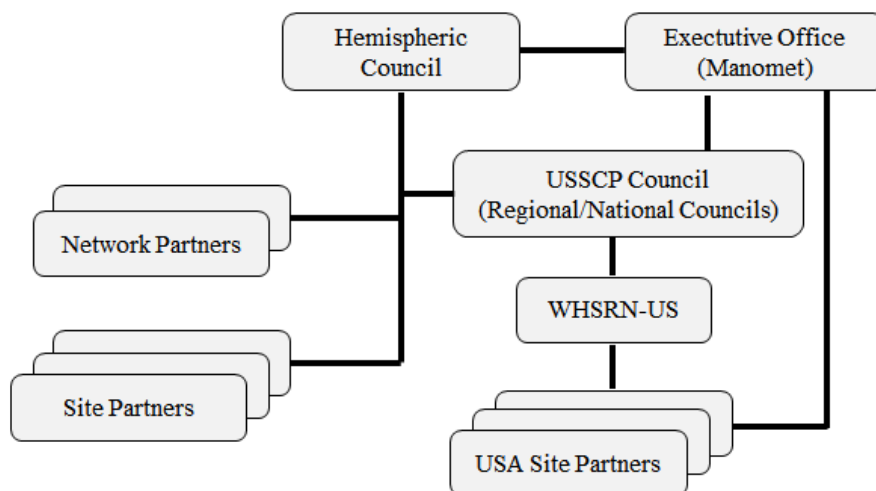 Hemispheric
Council
Exectutive Office
(Manomet)
USSCP Council
(Regional/National Councils)
Network Partners
WHSRN-US
Site Partners
USA Site Partners